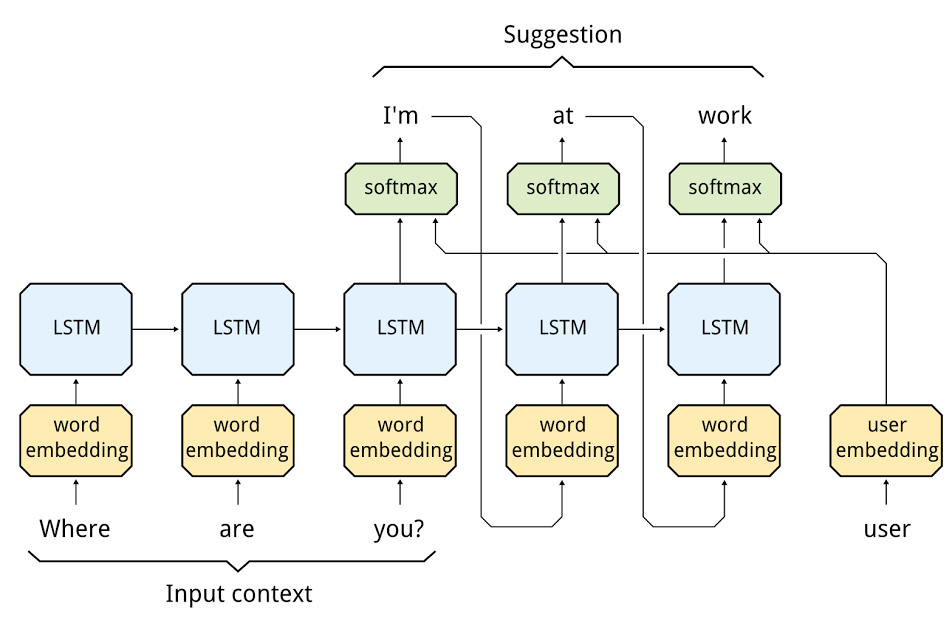 Suggestion
I'm at work
softmax softmax softmax
LSTM LSTM LSTM LSTM LSTM
word word word word word user
embedding embedding embedding embedding embedding embedding
Where are you? user
Input context